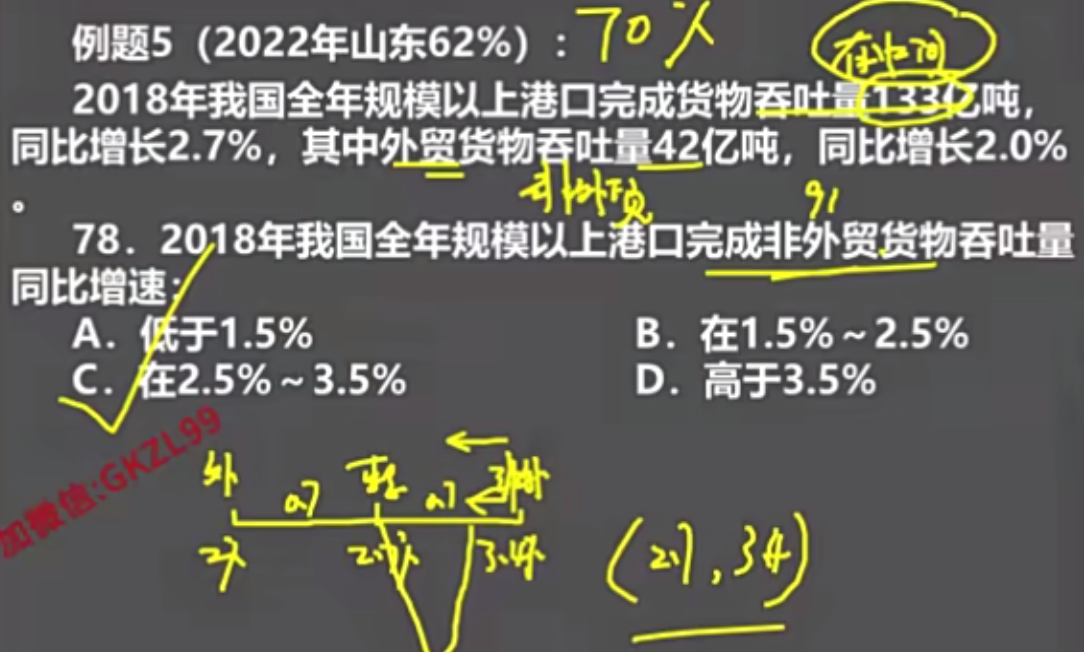 例题5（2022年山东62%）：70%
2018年我国全年规模以上港口完成货物吞吐量133亿吨，
同比增长2.7%，其中外贸货物吞吐量42亿吨，同比增长2.0%
。
非外贸 91
78．2018年我国全年规模以上港口完成非外贸货物吞吐量
同比增速：
A．低于1.5% B．在1.5%～2.5%
C．在2.5%～3.5% D．高于3.5%
加微信:GKZL99
外 0.7 0.7 非外
2% 2.7% 3.4% (2.7, 3.4)